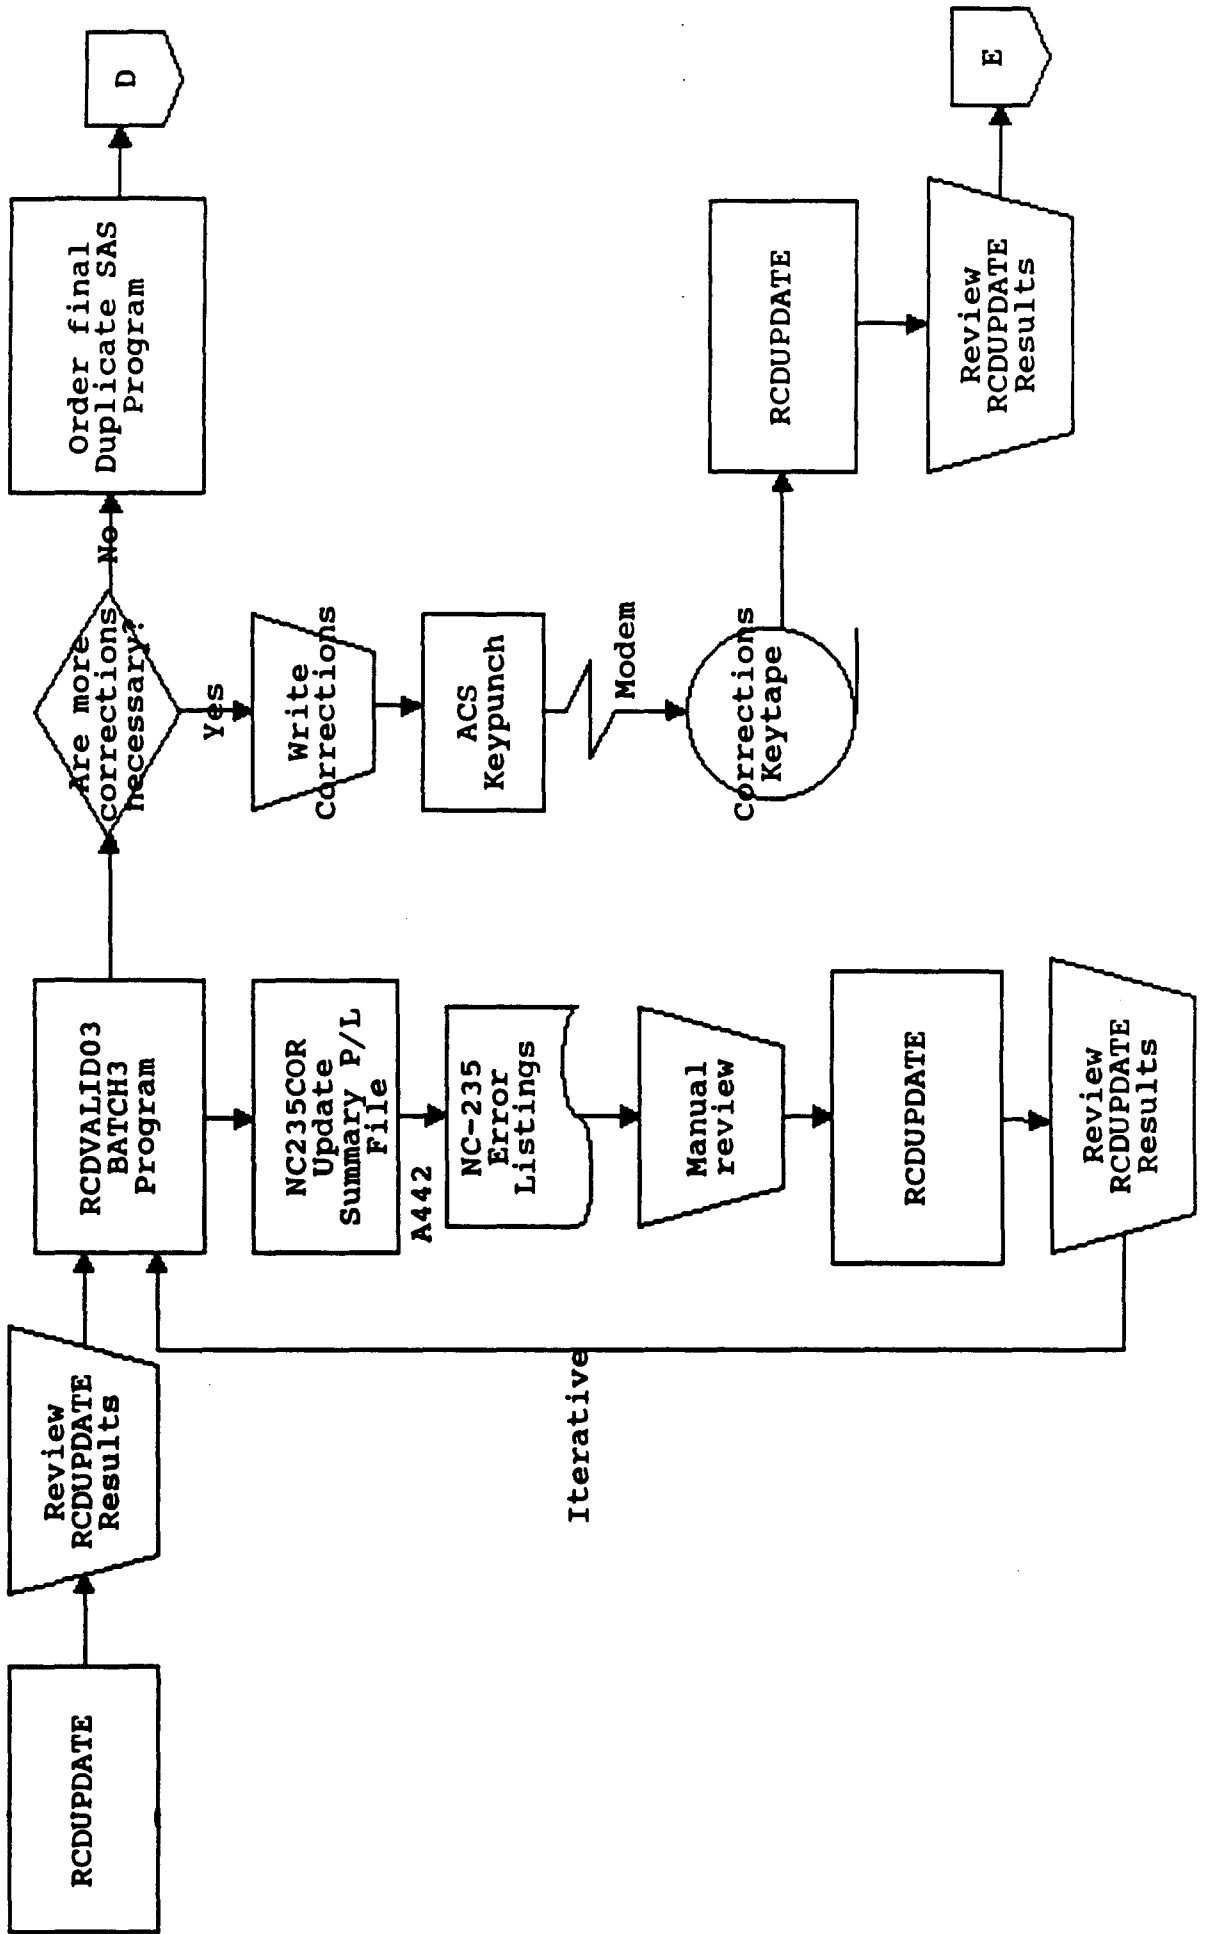 RCDUPDATE
Review
RCDUPDATE
Results
RCDVALID03
BATCH3
Program
Are more
corrections
necessary?
No
Order final
Duplicate SAS
Program
D
Yes
Write
Corrections
ACS
Keypunch
Modem
Corrections
Keytape
RCDUPDATE
Review
RCDUPDATE
Results
E
NC235COR
Update
Summary P/L
File
A442
NC-235
Error
Listings
Manual
review
RCDUPDATE
Review
RCDUPDATE
Results
Iterative